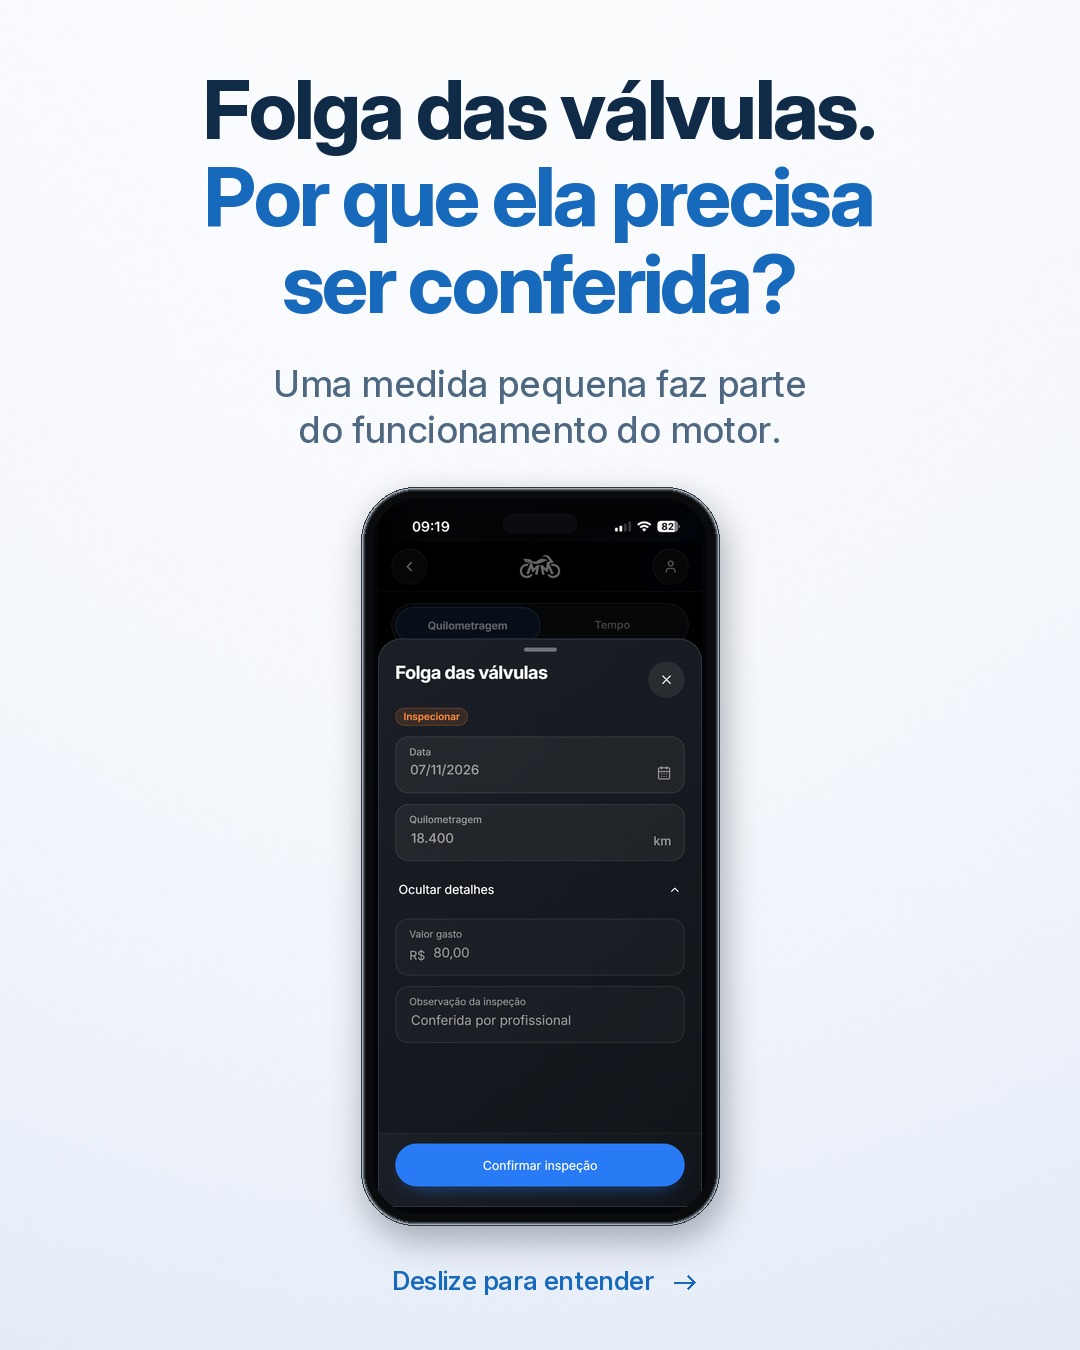 Folga das válvulas.
Por que ela precisa
ser conferida?
Uma medida pequena faz parte
do funcionamento do motor.
09:19
82
MM
Quilometragem
Tempo
Folga das válvulas
Inspecionar
Data
07/11/2026
Quilometragem
18.400
km
Ocultar detalhes
Valor gasto
R$ 80,00
Observação da inspeção
Conferida por profissional
Confirmar inspeção
Deslize para entender →